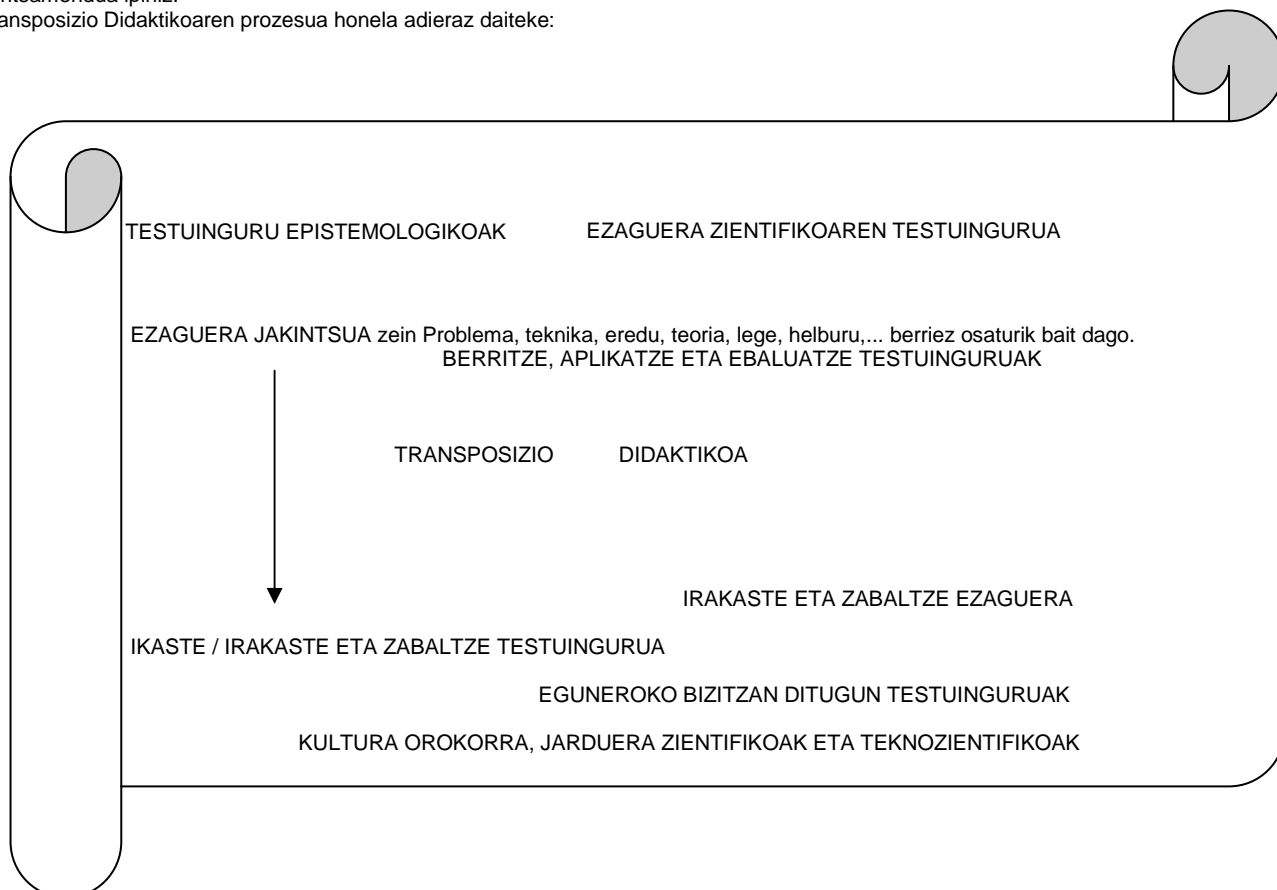 ansposizio Didaktikoaren prozesua honela adieraz daiteke:
TESTUINGURU EPISTEMOLOGIKOAK EZAGUERA ZIENTIFIKOAREN TESTUINGURUA
EZAGUERA JAKINTSUA zein Problema, teknika, eredu, teoria, lege, helburu,... berriez osaturik bait dago.
BERRITZE, APLIKATZE ETA EBALUATZE TESTUINGURUAK
TRANSPOSIZIO DIDAKTIKOA
IRAKASTE ETA ZABALTZE EZAGUERA
IKASTE / IRAKASTE ETA ZABALTZE TESTUINGURUA
EGUNEROKO BIZITZAN DITUGUN TESTUINGURUAK
KULTURA OROKORRA, JARDUERA ZIENTIFIKOAK ETA TEKNOZIENTIFIKOAK